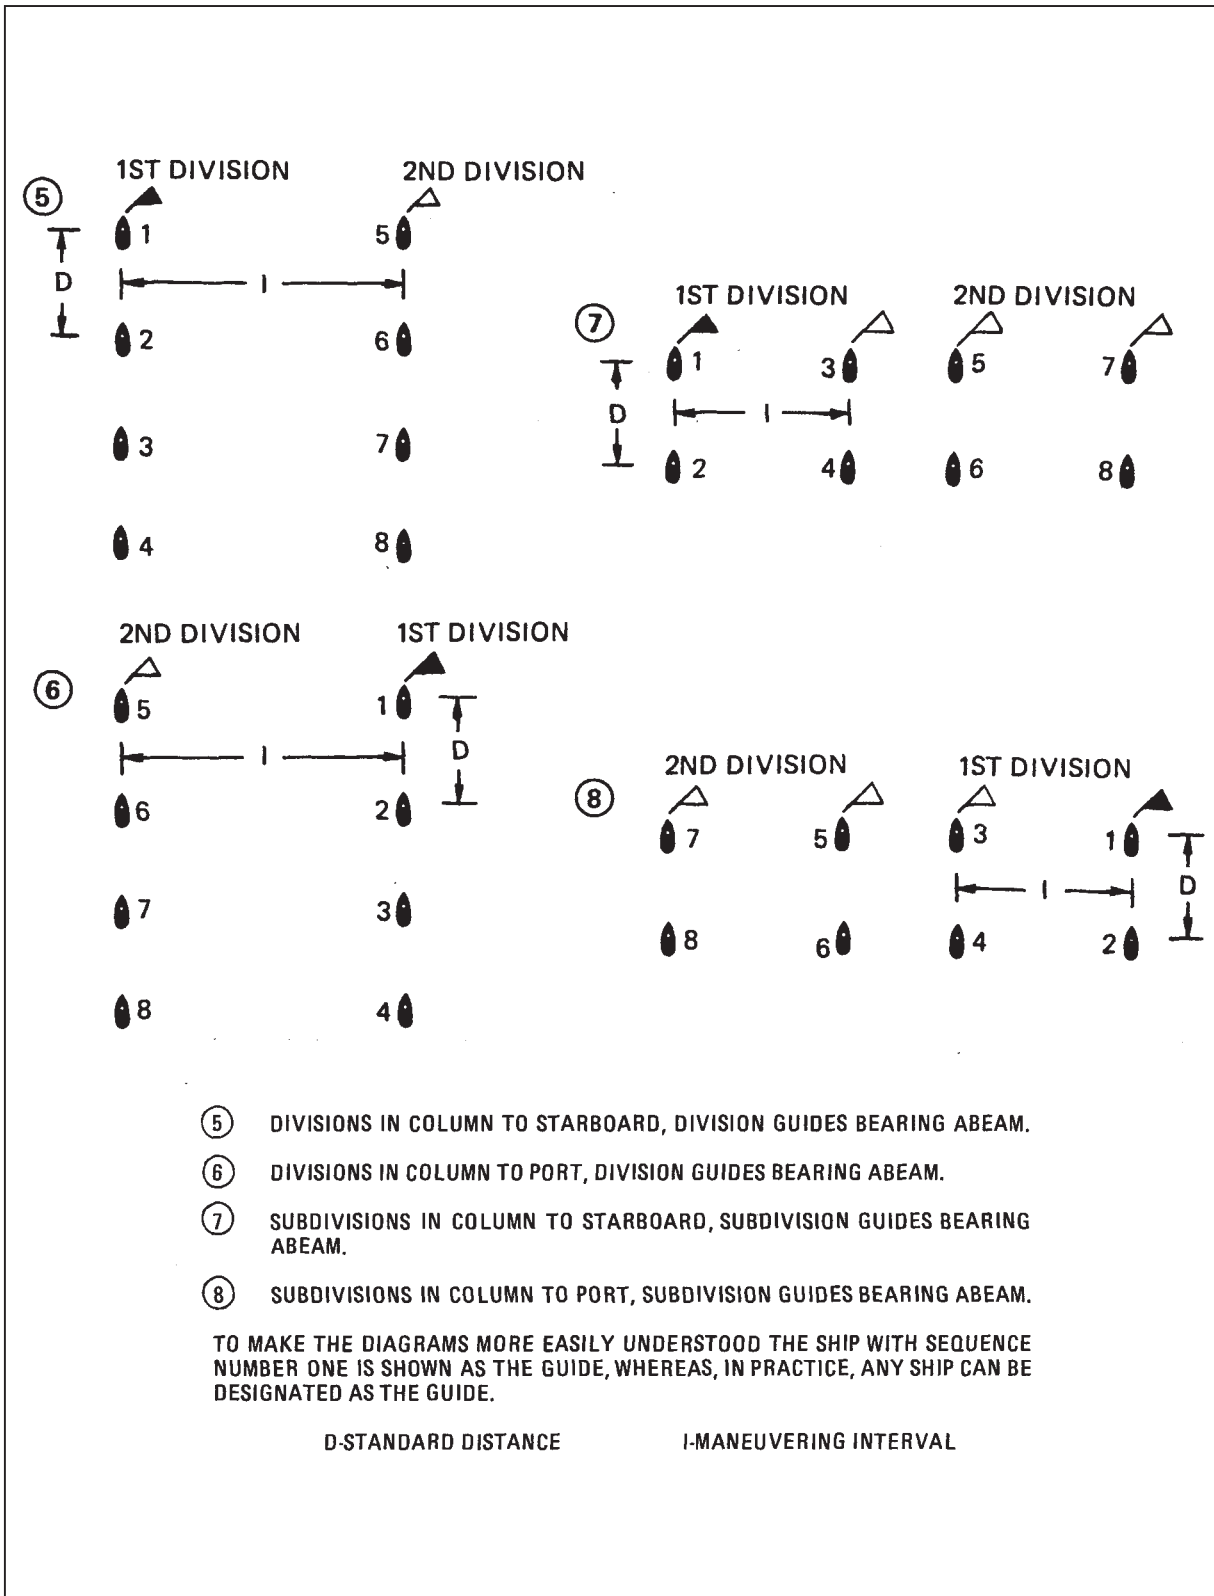 1ST DIVISION 2ND DIVISION
5
1 5
D I
2 6
3 7
4 8
1ST DIVISION 2ND DIVISION
7
1 3 5 7
D I
2 4 6 8
2ND DIVISION 1ST DIVISION
6
5 1
I D
6 2
7 3
8 4
2ND DIVISION 1ST DIVISION
8
7 5 3 1
I D
8 6 4 2
5 DIVISIONS IN COLUMN TO STARBOARD, DIVISION GUIDES BEARING ABEAM.
6 DIVISIONS IN COLUMN TO PORT, DIVISION GUIDES BEARING ABEAM.
7 SUBDIVISIONS IN COLUMN TO STARBOARD, SUBDIVISION GUIDES BEARING
ABEAM.
8 SUBDIVISIONS IN COLUMN TO PORT, SUBDIVISION GUIDES BEARING ABEAM.
TO MAKE THE DIAGRAMS MORE EASILY UNDERSTOOD THE SHIP WITH SEQUENCE
NUMBER ONE IS SHOWN AS THE GUIDE, WHEREAS, IN PRACTICE, ANY SHIP CAN BE
DESIGNATED AS THE GUIDE.
D-STANDARD DISTANCE I-MANEUVERING INTERVAL